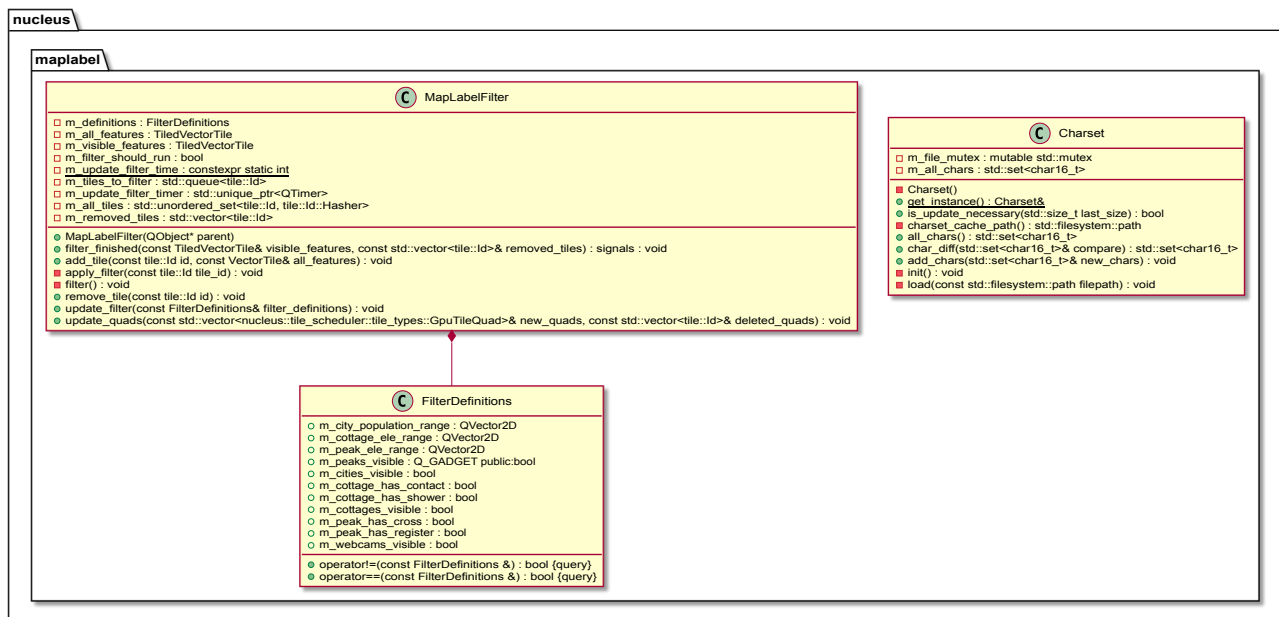 nucleus
maplabel
C MapLabelFilter
m_definitions : FilterDefinitions
m_all_features : TiledVectorTile
m_visible_features : TiledVectorTile
m_filter_should_run : bool
m_update_filter_time : constexpr static int
m_tiles_to_filter : std::queue<tile::Id>
m_update_filter_timer : std::unique_ptr<QTimer>
m_all_tiles : std::unordered_set<tile::Id, tile::Id::Hasher>
m_removed_tiles : std::vector<tile::Id>
MapLabelFilter(QObject* parent)
filter_finished(const TiledVectorTile& visible_features, const std::vector<tile::Id>& removed_tiles) : signals : void
add_tile(const tile::Id id, const VectorTile& all_features) : void
apply_filter(const tile::Id tile_id) : void
filter() : void
remove_tile(const tile::Id id) : void
update_filter(const FilterDefinitions& filter_definitions) : void
update_quads(const std::vector<nucleus::tile_scheduler::tile_types::GpuTileQuad>& new_quads, const std::vector<tile::Id>& deleted_quads) : void
C Charset
m_file_mutex : mutable std::mutex
m_all_chars : std::set<char16_t>
Charset()
get_instance() : Charset&
is_update_necessary(std::size_t last_size) : bool
charset_cache_path() : std::filesystem::path
all_chars() : std::set<char16_t>
char_diff(std::set<char16_t>& compare) : std::set<char16_t>
add_chars(std::set<char16_t>& new_chars) : void
init() : void
load(const std::filesystem::path filepath) : void
C FilterDefinitions
m_city_population_range : QVector2D
m_cottage_ele_range : QVector2D
m_peak_ele_range : QVector2D
m_peaks_visible : Q_GADGET public:bool
m_cities_visible : bool
m_cottage_has_contact : bool
m_cottage_has_shower : bool
m_cottages_visible : bool
m_peak_has_cross : bool
m_peak_has_register : bool
m_webcams_visible : bool
operator!=(const FilterDefinitions &) : bool {query}
operator==(const FilterDefinitions &) : bool {query}